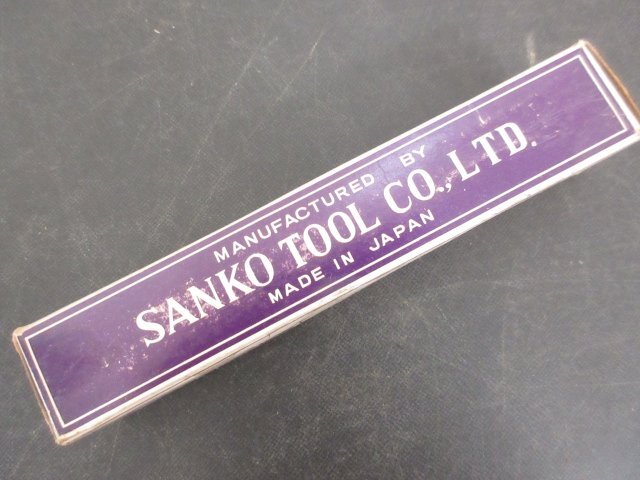 MANUFACTURED BY
SANKO TOOL CO., LTD.
MADE IN JAPAN